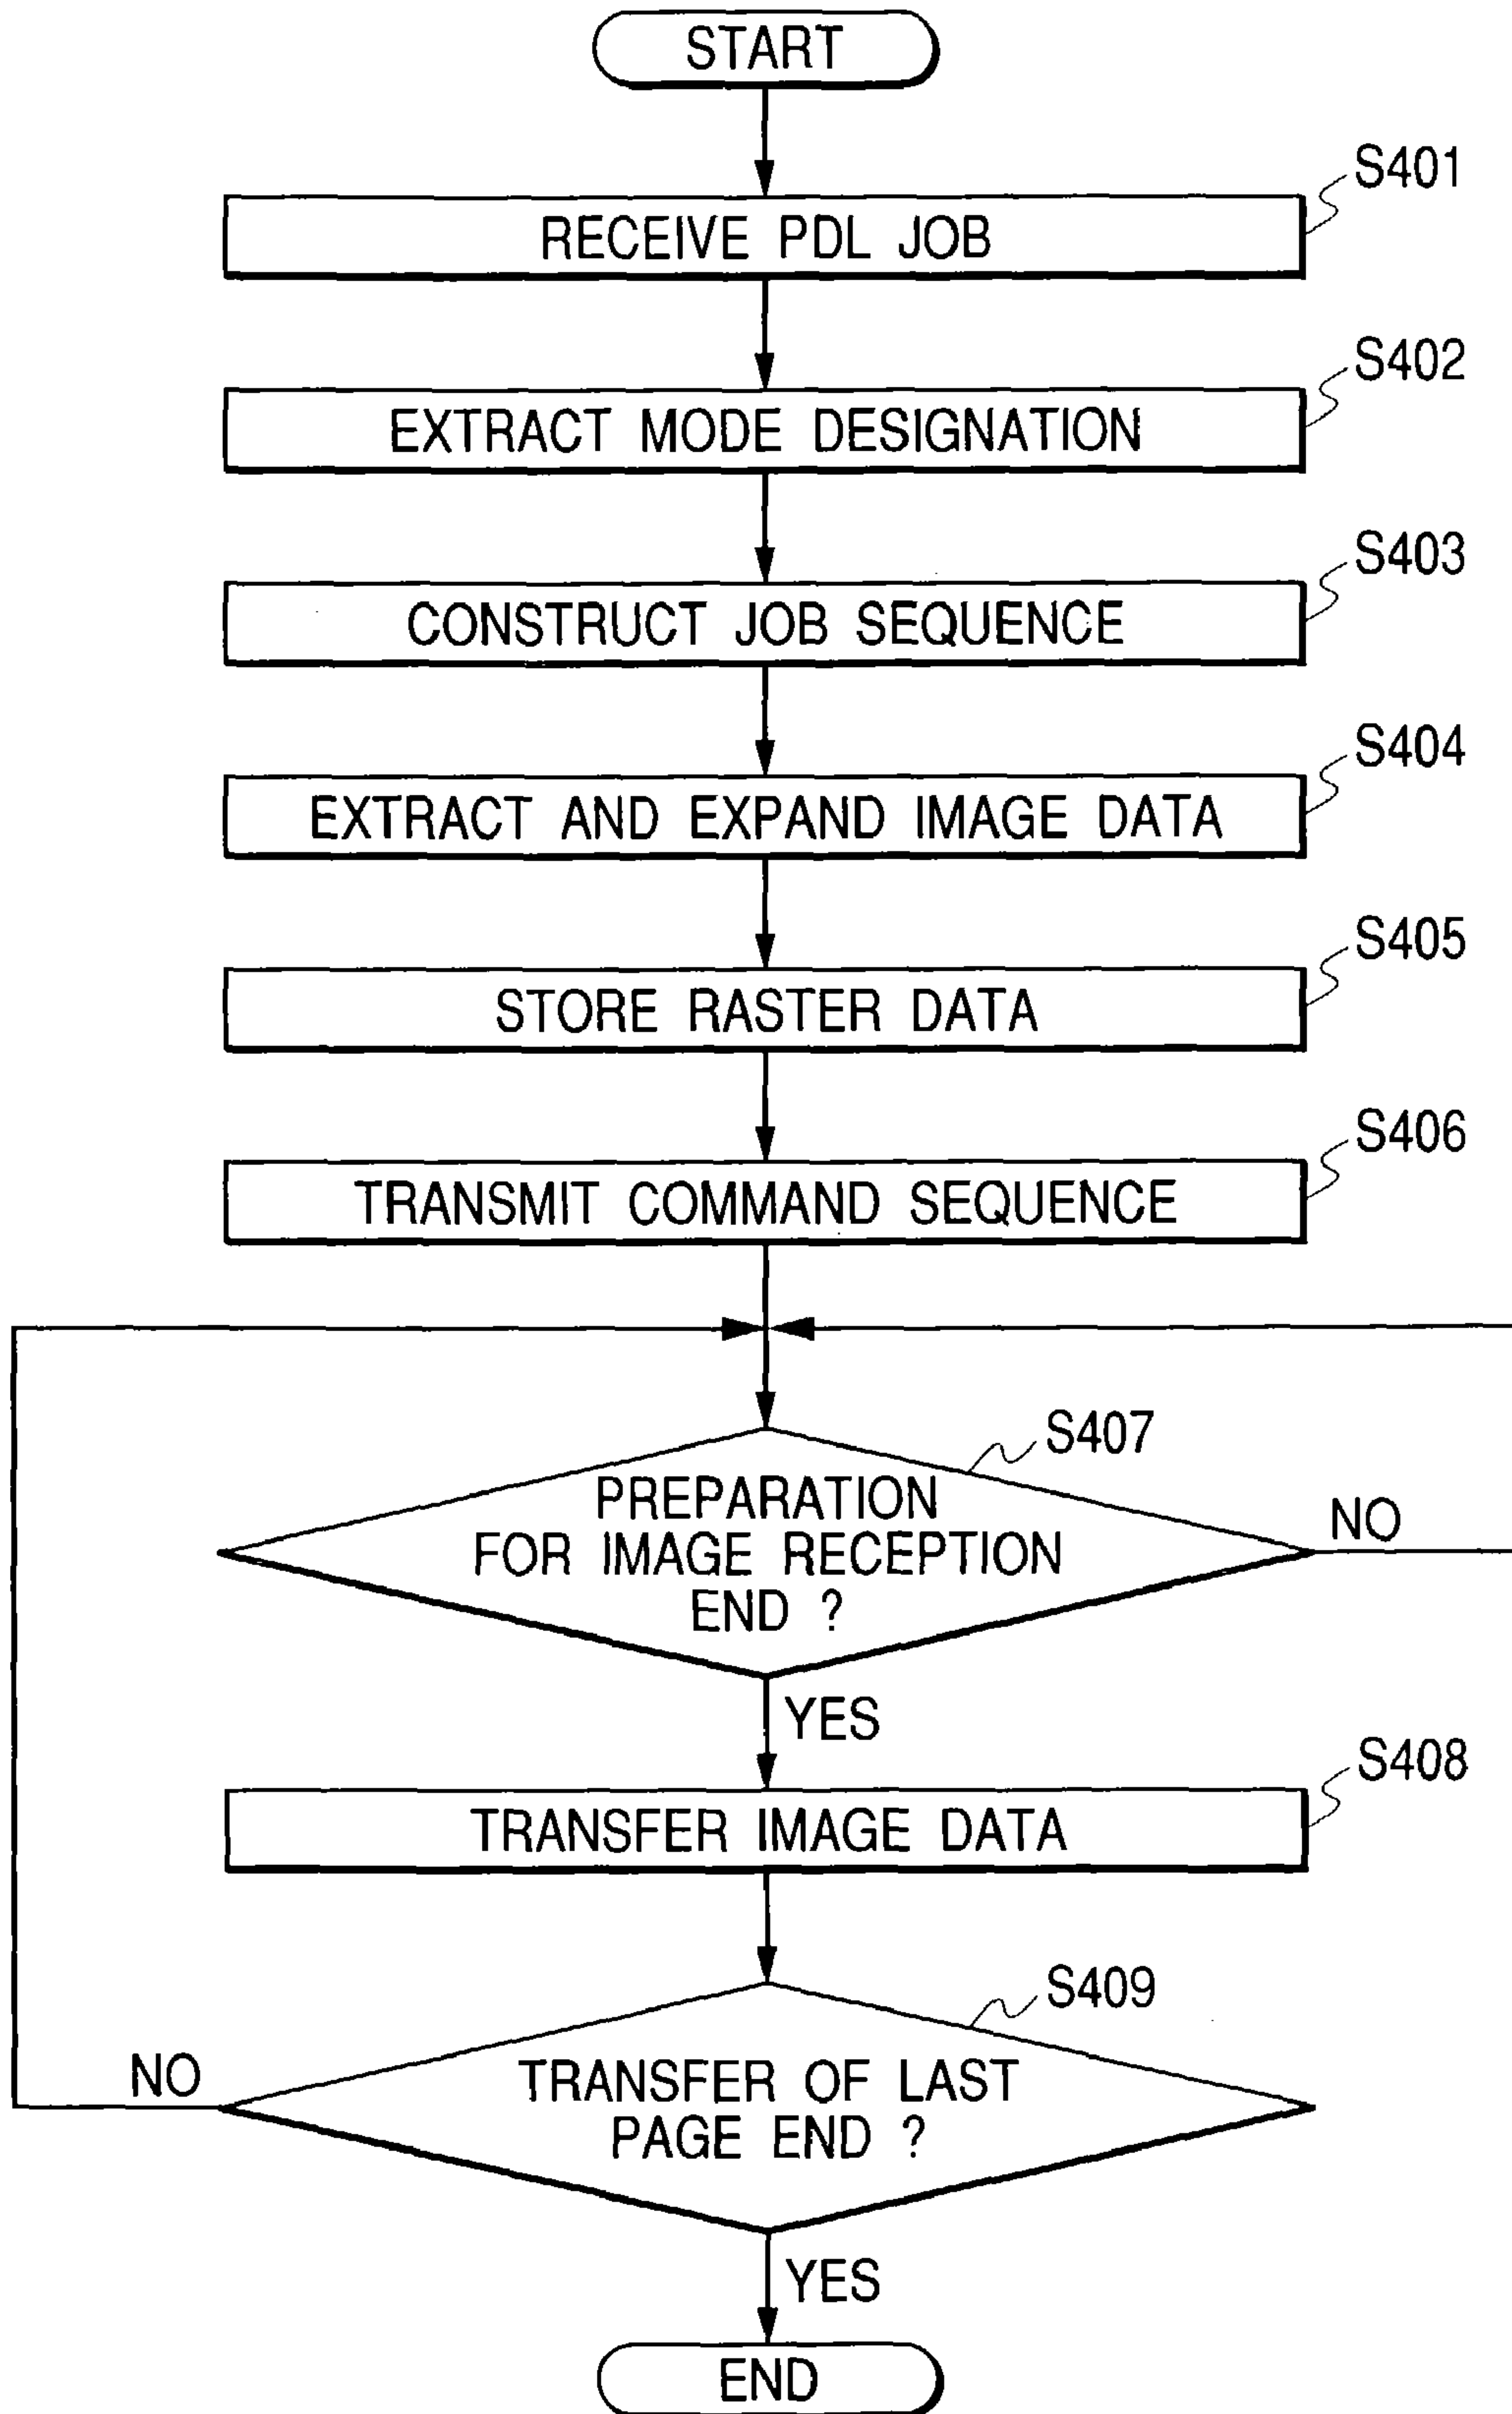 START
S401
RECEIVE PDL JOB
S402
EXTRACT MODE DESIGNATION
S403
CONSTRUCT JOB SEQUENCE
S404
EXTRACT AND EXPAND IMAGE DATA
S405
STORE RASTER DATA
S406
TRANSMIT COMMAND SEQUENCE
S407
PREPARATION
FOR IMAGE RECEPTION
END ?
NO
YES
S408
TRANSFER IMAGE DATA
S409
TRANSFER OF LAST
PAGE END ?
NO
YES
END